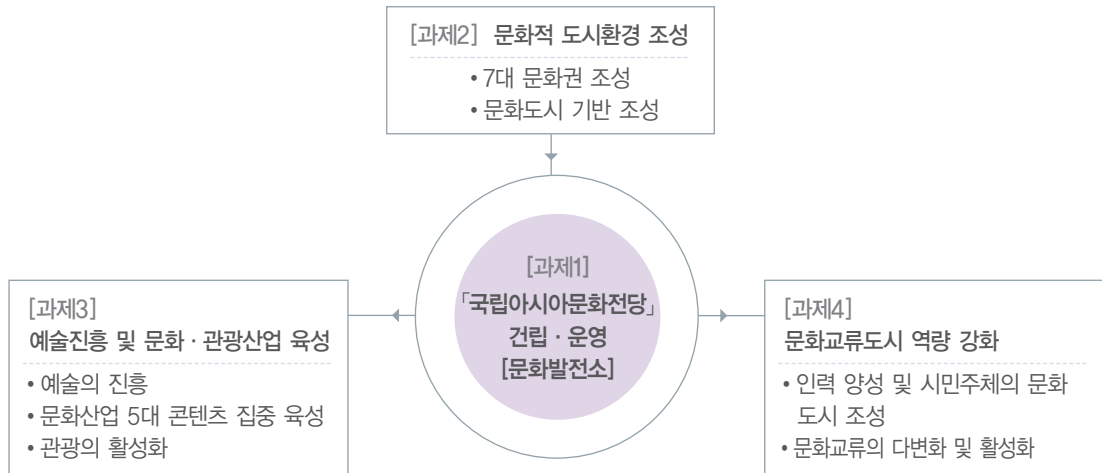 [과제2] 문화적 도시환경 조성
• 7대 문화권 조성
• 문화도시 기반 조성
[과제1]
「국립아시아문화전당」
건립 · 운영
[문화발전소]
[과제3]
예술진흥 및 문화 · 관광산업 육성
• 예술의 진흥
• 문화산업 5대 콘텐츠 집중 육성
• 관광의 활성화
[과제4]
문화교류도시 역량 강화
• 인력 양성 및 시민주체의 문화
도시 조성
• 문화교류의 다변화 및 활성화